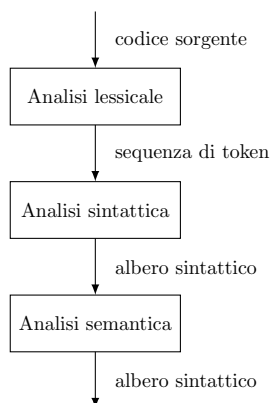 codice sorgente
Analisi lessicale
sequenza di token
Analisi sintattica
albero sintattico
Analisi semantica
albero sintattico